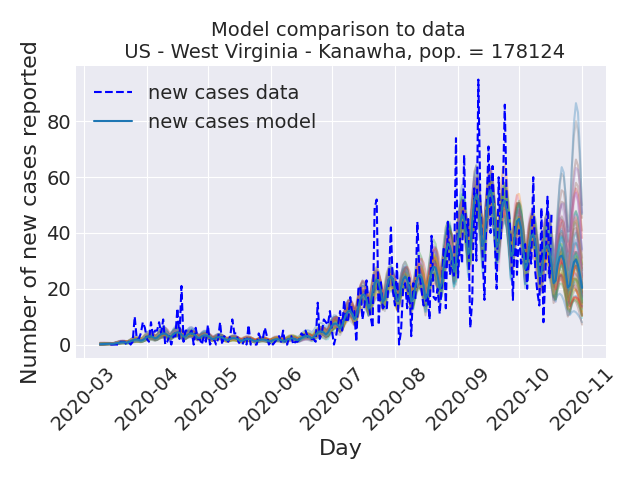 Model comparison to data
US - West Virginia - Kanawha, pop. = 178124
new cases data
new cases model
Number of new cases reported
80
60
40
20
0
2020-03
2020-04
2020-05
2020-06
2020-07
2020-08
2020-09
2020-10
2020-11
Day